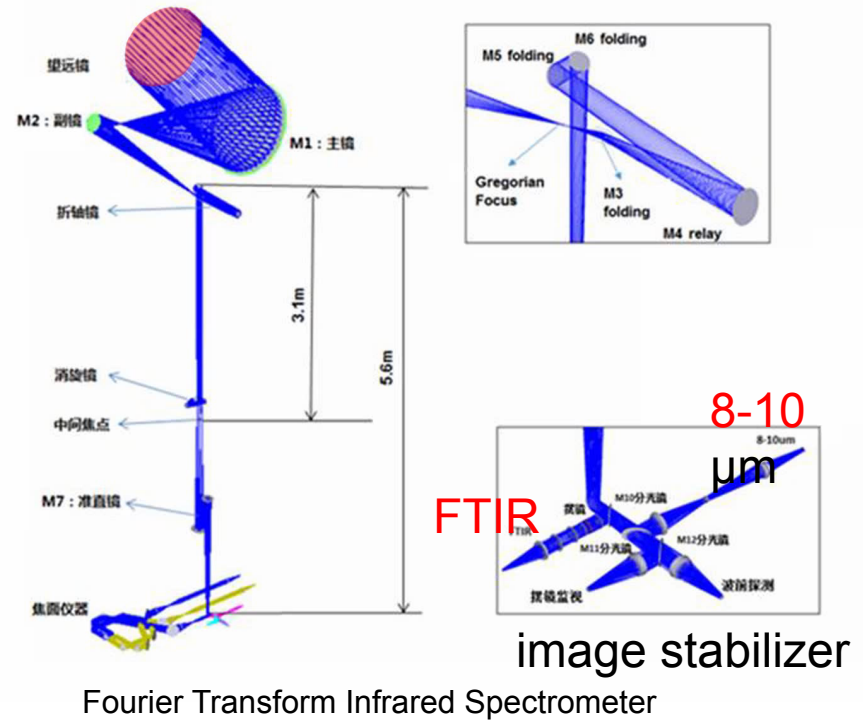 望远镜
M2：副镜
M1：主镜
折轴镜
3.1m
5.6m
消旋镜
中间焦点
M7：准直镜
焦面仪器
M6 folding
M5 folding
Gregorian
Focus
M3
folding
M4 relay
8-10
μm
8-10um
FTIR
FTIR
摆镜
M10分光镜
M11分光镜
M12分光镜
摆镜监视
波前探测
image stabilizer
Fourier Transform Infrared Spectrometer